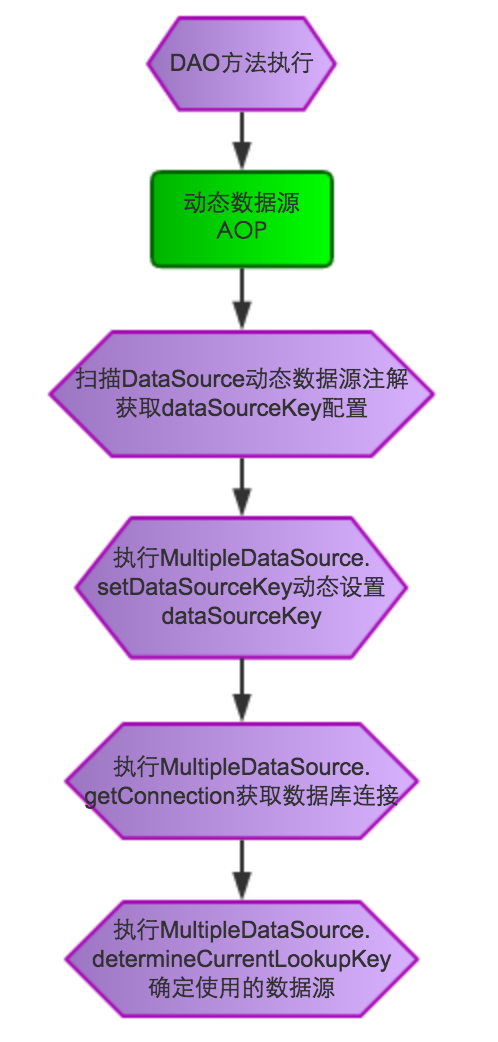 DAO方法执行
动态数据源
AOP
扫描DataSource动态数据源注解
获取dataSourceKey配置
执行MultipleDataSource.
setDataSourceKey动态设置
dataSourceKey
执行MultipleDataSource.
getConnection获取数据库连接
执行MultipleDataSource.
determineCurrentLookupKey
确定使用的数据源